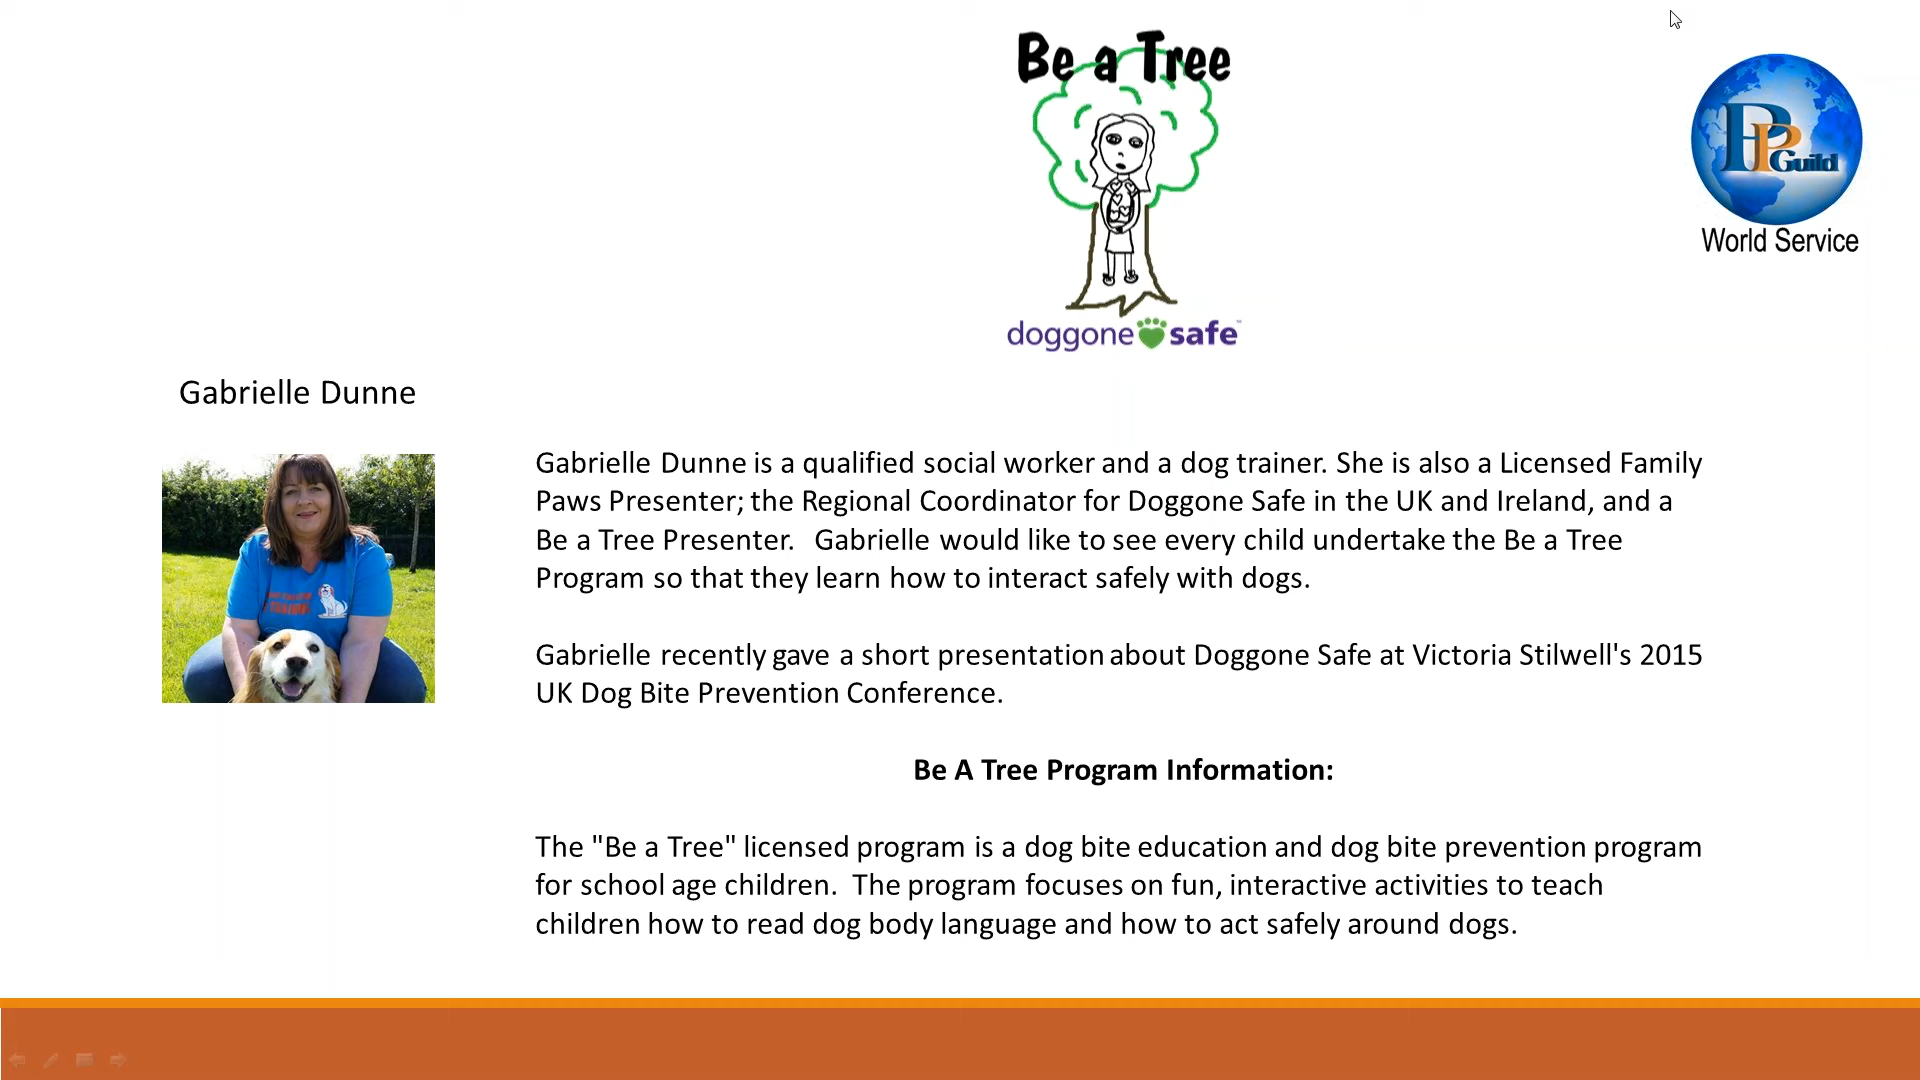 Be a Tree
PPGuild
World Service
doggone safe™
Gabrielle Dunne
Gabrielle Dunne is a qualified social worker and a dog trainer. She is also a Licensed Family
Paws Presenter; the Regional Coordinator for Doggone Safe in the UK and Ireland, and a
Be a Tree Presenter.   Gabrielle would like to see every child undertake the Be a Tree
Program so that they learn how to interact safely with dogs.
Gabrielle recently gave a short presentation about Doggone Safe at Victoria Stilwell's 2015
UK Dog Bite Prevention Conference.
Be A Tree Program Information:
The "Be a Tree" licensed program is a dog bite education and dog bite prevention program
for school age children.  The program focuses on fun, interactive activities to teach
children how to read dog body language and how to act safely around dogs.